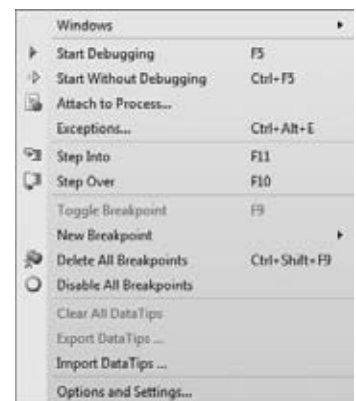 Windows
Start Debugging F5
Start Without Debugging Ctrl+F5
Attach to Process...
Exceptions... Ctrl+Alt+E
Step Into F11
Step Over F10
Toggle Breakpoint F9
New Breakpoint
Delete All Breakpoints Ctrl+Shift+F9
Disable All Breakpoints
Clear All DataTips
Export DataTips ...
Import DataTips ...
Options and Settings...